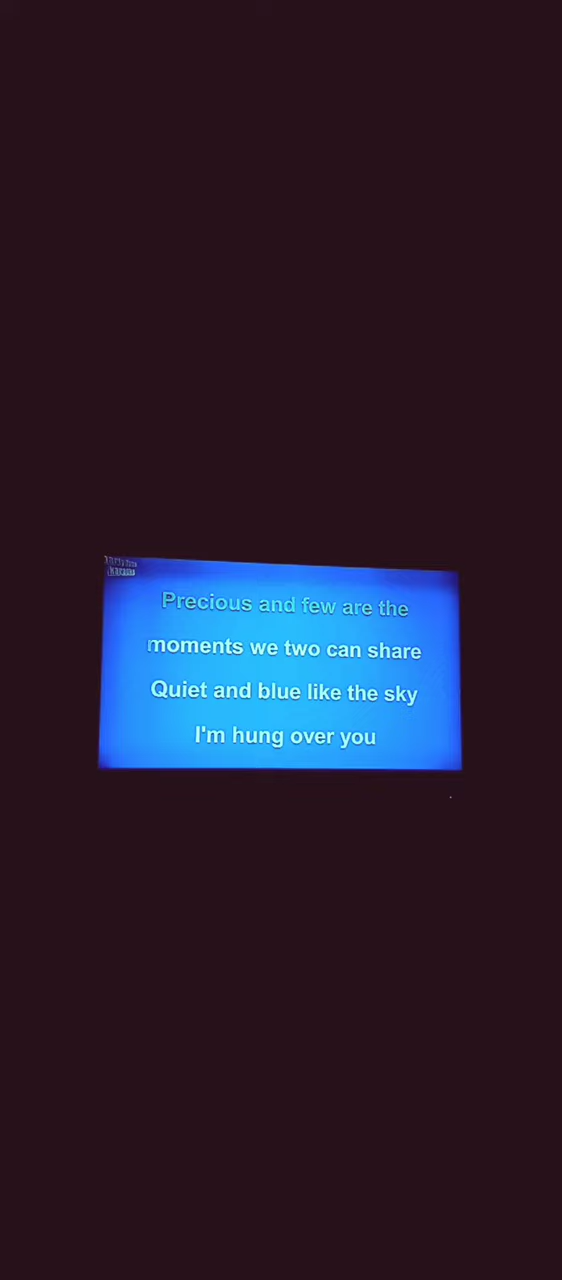 Precious and few are the
moments we two can share
Quiet and blue like the sky
I'm hung over you